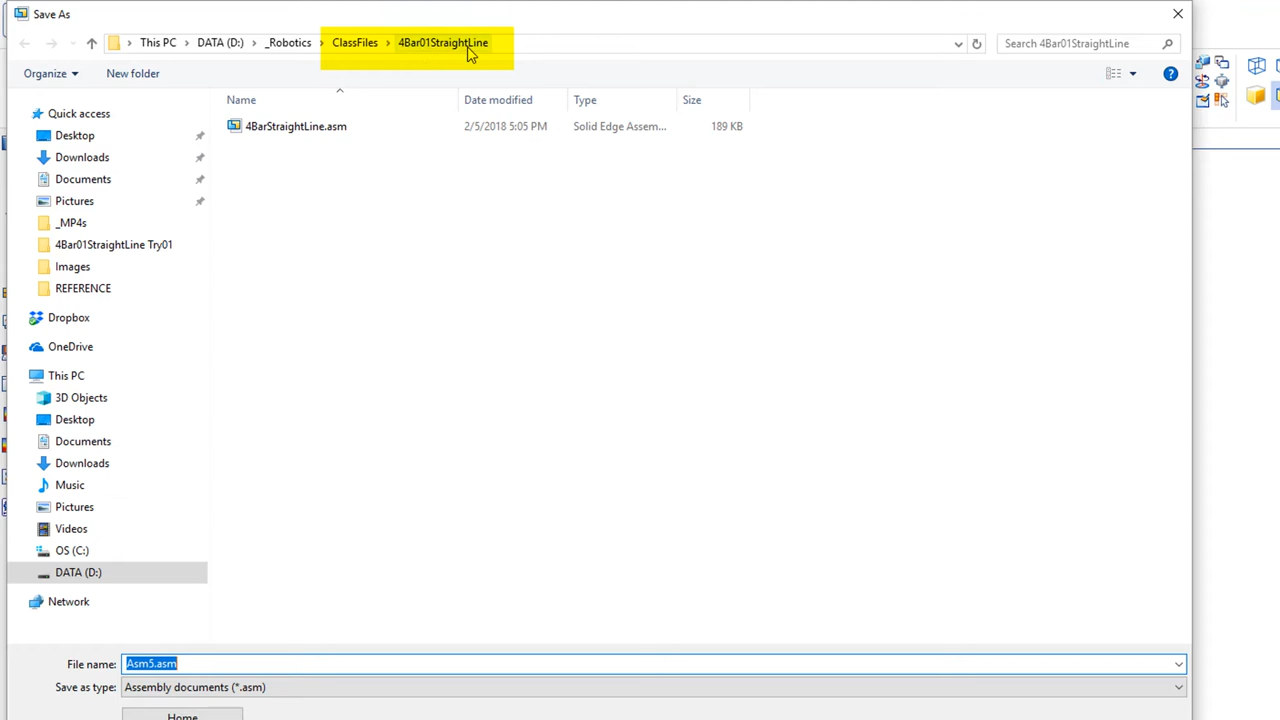 Save As
This PC › DATA (D:) › _Robotics › ClassFiles › 4Bar01StraightLine
Search 4Bar01StraightLine
Organize
New folder
?
Name
Date modified
Type
Size
4BarStraightLine.asm
2/5/2018 5:05 PM
Solid Edge Assem...
189 KB
Quick access
Desktop
Downloads
Documents
Pictures
_MP4s
4Bar01StraightLine Try01
Images
REFERENCE
Dropbox
OneDrive
This PC
3D Objects
Desktop
Documents
Downloads
Music
Pictures
Videos
OS (C:)
DATA (D:)
Network
File name: Asm5.asm
Save as type: Assembly documents (*.asm)
Home